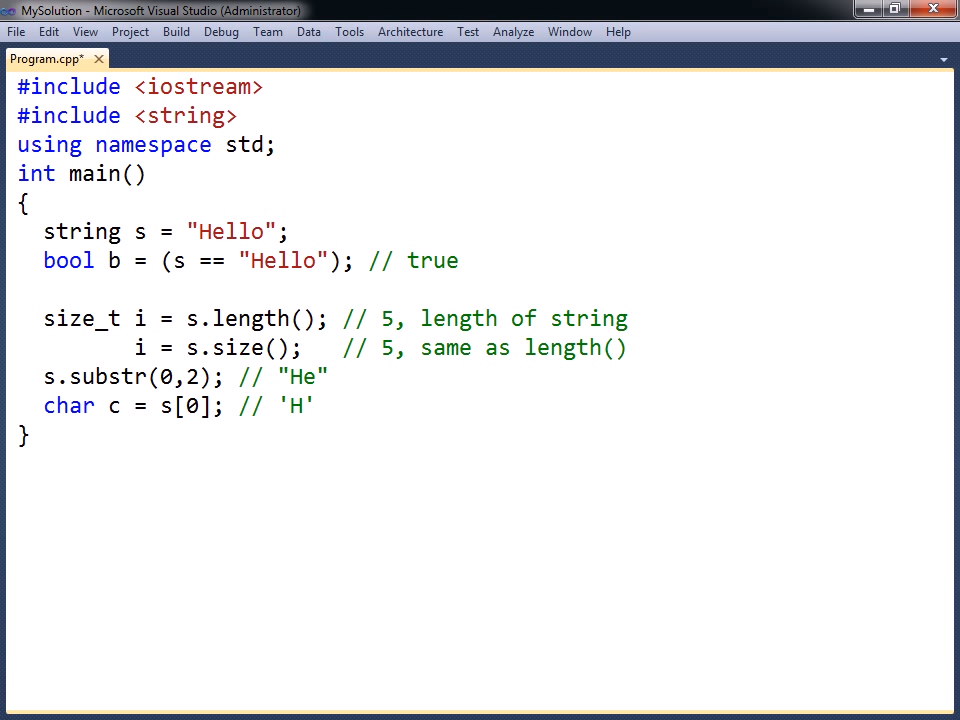 MySolution - Microsoft Visual Studio (Administrator)
File Edit View Project Build Debug Team Data Tools Architecture Test Analyze Window Help
Program.cpp*
#include <iostream>
#include <string>
using namespace std;
int main()
{
  string s = "Hello";
  bool b = (s == "Hello"); // true

  size_t i = s.length(); // 5, length of string
         i = s.size();   // 5, same as length()
  s.substr(0,2); // "He"
  char c = s[0]; // 'H'
}